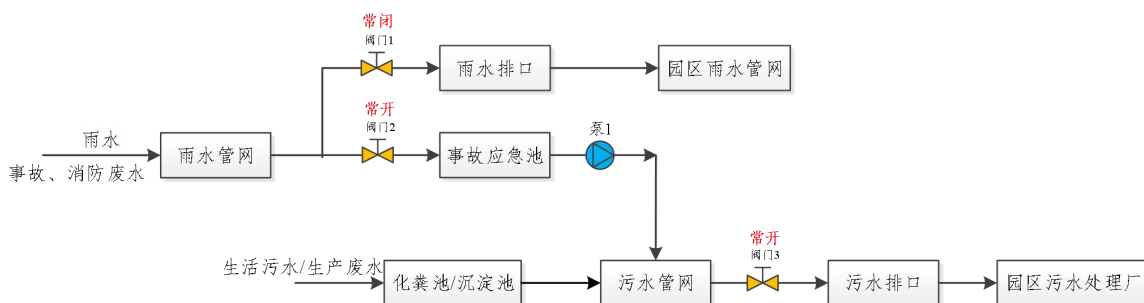 常闭
阀门1
雨水排口
园区雨水管网
常开
阀门2
泵1
雨水
雨水管网
事故应急池
事故、消防废水
常开
阀门3
生活污水/生产废水
化粪池/沉淀池
污水管网
污水排口
园区污水处理厂